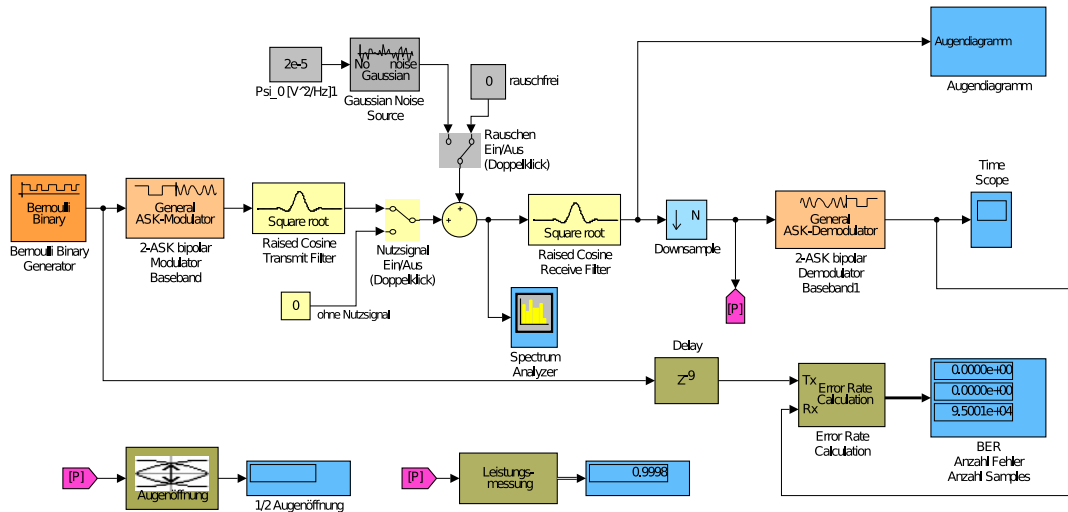 2e-5
Psi_0 [V^2/Hz]1
No noise
Gaussian
Gaussian Noise
Source
0
rauschfrei
Rauschen
Ein/Aus
(Doppelklick)
Augendiagramm
Augendiagramm
Bernoulli
Binary
Bernoulli Binary
Generator
General
ASK-Modulator
2-ASK bipolar
Modulator
Baseband
Square root
Raised Cosine
Transmit Filter
Nutzsignal
Ein/Aus
(Doppelklick)
0
ohne Nutzsignal
+
+
Square root
Raised Cosine
Receive Filter
N
Downsample
[P]
General
ASK-Demodulator
2-ASK bipolar
Demodulator
Baseband1
Time
Scope
Spectrum
Analyzer
Delay
Z-9
Tx
Rx
Error Rate
Calculation
Error Rate
Calculation
0.0000e+00
0.0000e+00
9.5001e+04
BER
Anzahl Fehler
Anzahl Samples
[P]
Augenöffnung
1/2 Augenöffnung
[P]
Leistungs-
messung
0.9998